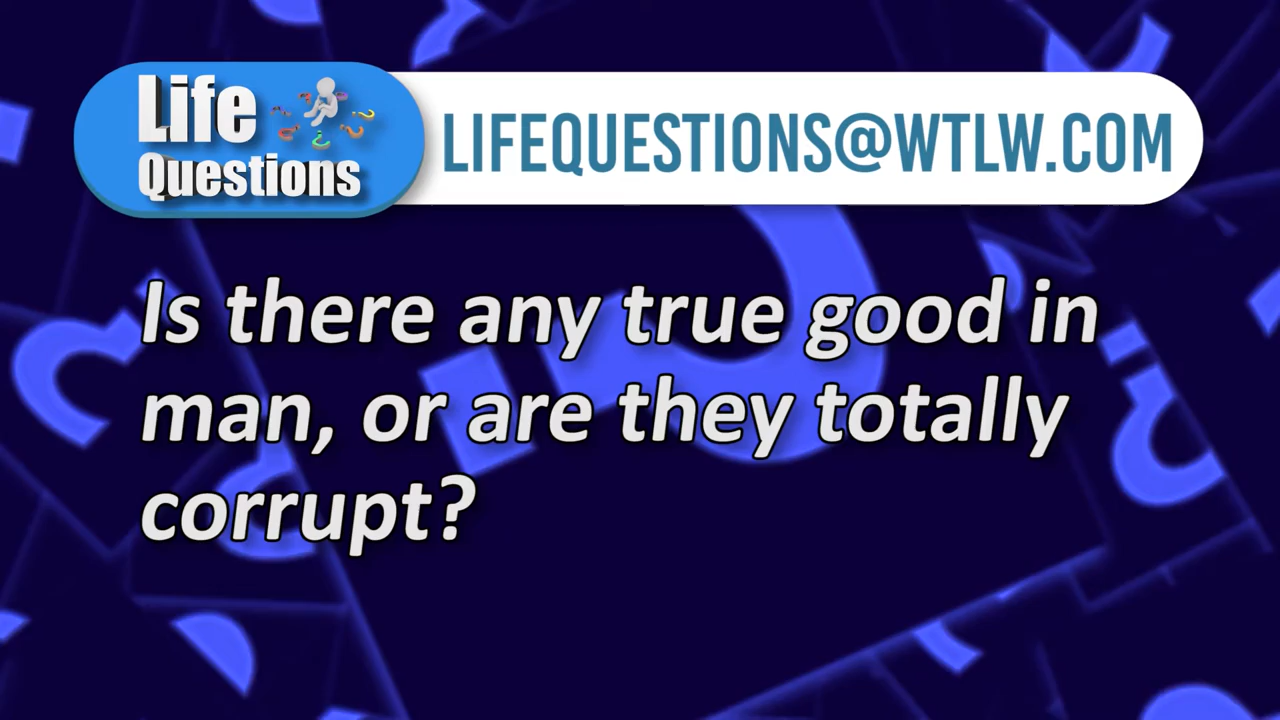 Life
Questions
LIFEQUESTIONS@WTLW.COM
Is there any true good in
man, or are they totally
corrupt?